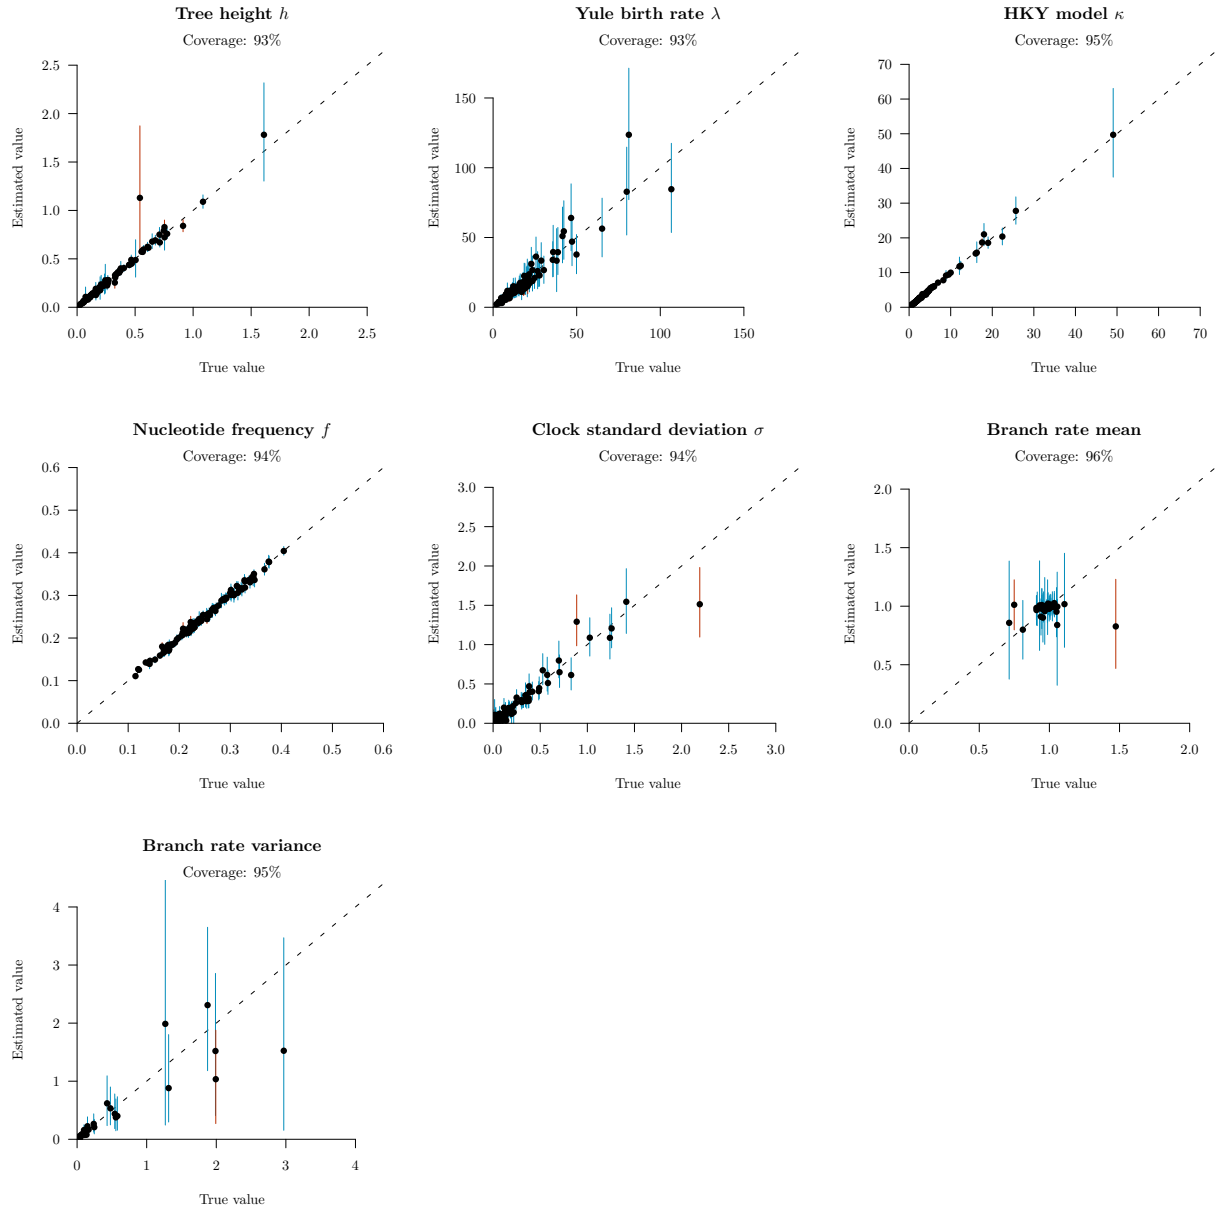 Tree height h
Coverage: 93%
Estimated value
2.5
2.0
1.5
1.0
0.5
0.0
0.0 0.5 1.0 1.5 2.0 2.5
True value
Yule birth rate λ
Coverage: 93%
Estimated value
150
100
50
0
0 50 100 150
True value
HKY model κ
Coverage: 95%
Estimated value
70
60
50
40
30
20
10
0
0 10 20 30 40 50 60 70
True value
Nucleotide frequency f
Coverage: 94%
Estimated value
0.6
0.5
0.4
0.3
0.2
0.1
0.0
0.0 0.1 0.2 0.3 0.4 0.5 0.6
True value
Clock standard deviation σ
Coverage: 94%
Estimated value
3.0
2.5
2.0
1.5
1.0
0.5
0.0
0.0 0.5 1.0 1.5 2.0 2.5 3.0
True value
Branch rate mean
Coverage: 96%
Estimated value
2.0
1.5
1.0
0.5
0.0
0.0 0.5 1.0 1.5 2.0
True value
Branch rate variance
Coverage: 95%
Estimated value
4
3
2
1
0
0 1 2 3 4
True value